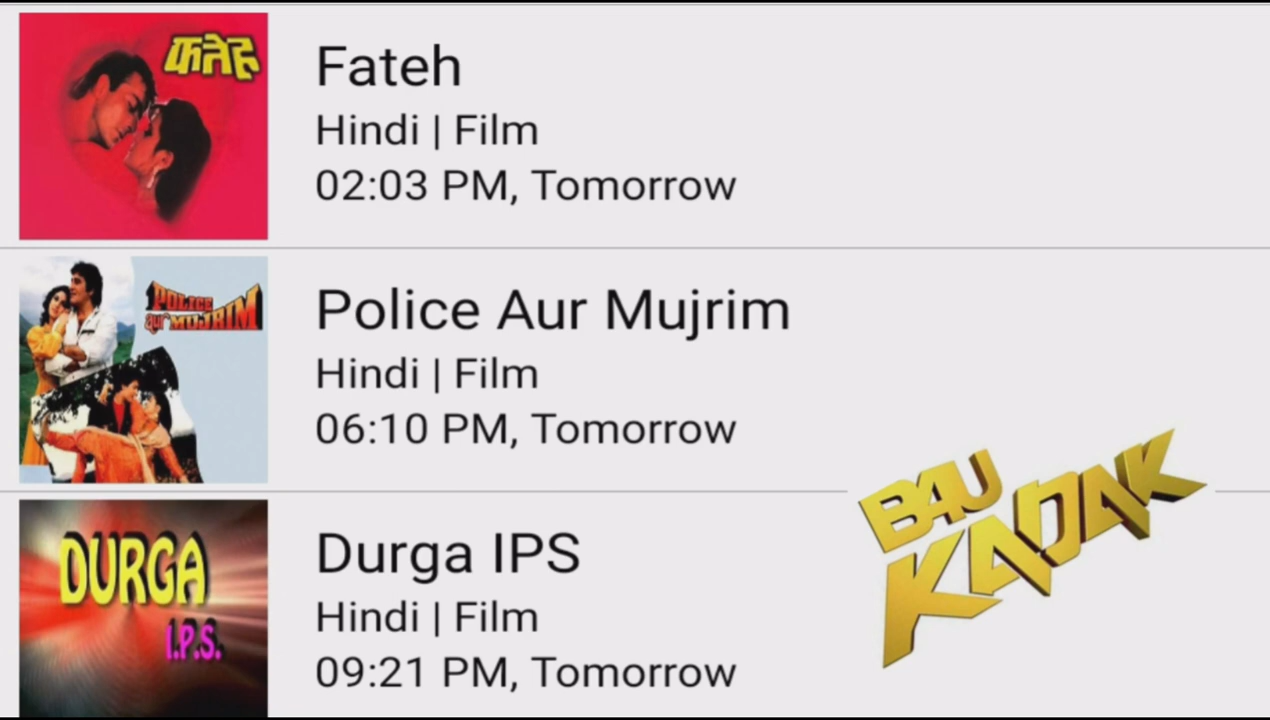 फतेह
Fateh
Hindi | Film
02:03 PM, Tomorrow
POLICE
aur MUJRIM
Police Aur Mujrim
Hindi | Film
06:10 PM, Tomorrow
DURGA
I.P.S.
Durga IPS
Hindi | Film
09:21 PM, Tomorrow
B4U
KADAK